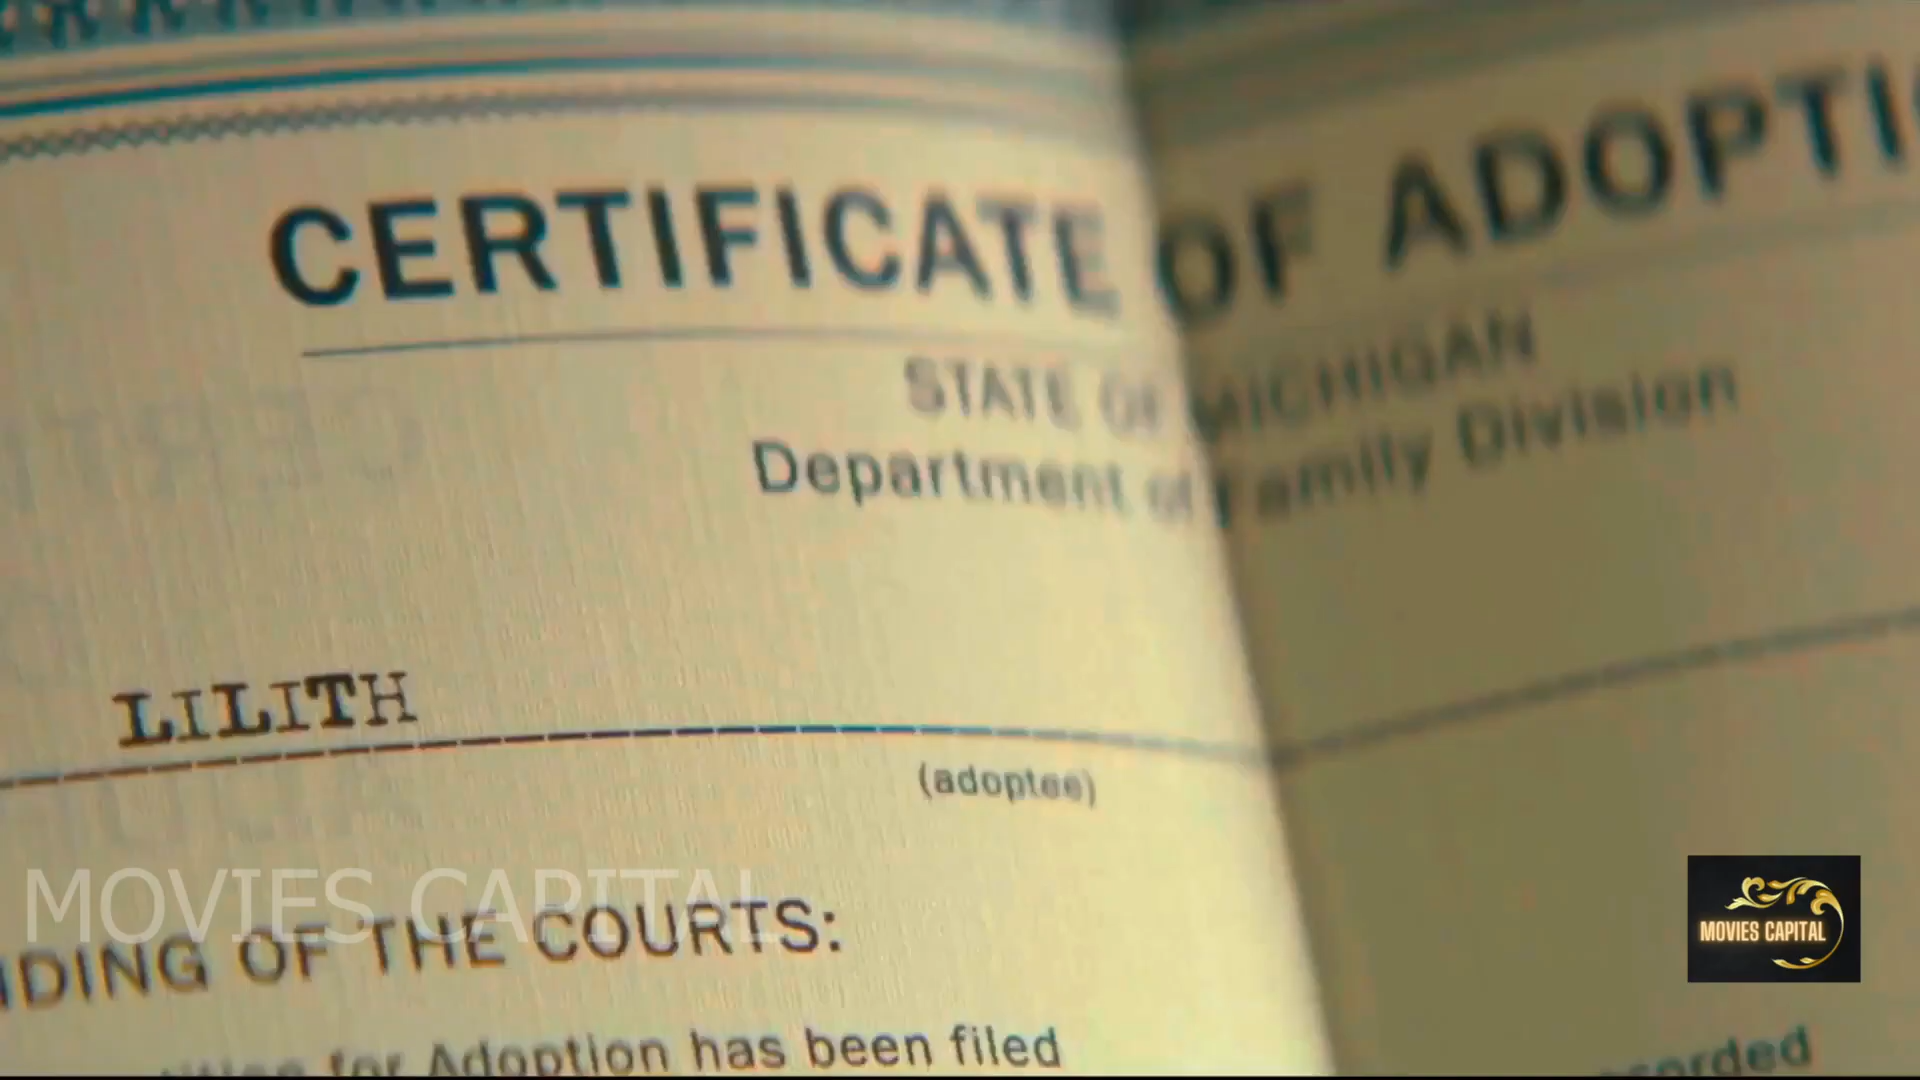 CERTIFICATE OF ADOPTI
STATE OF MICHIGAN
Department of Family Division
LILITH
(adoptee)
MOVIES CAPITAL
NDING OF THE COURTS:
MOVIES CAPITAL
for Adoption has been filed